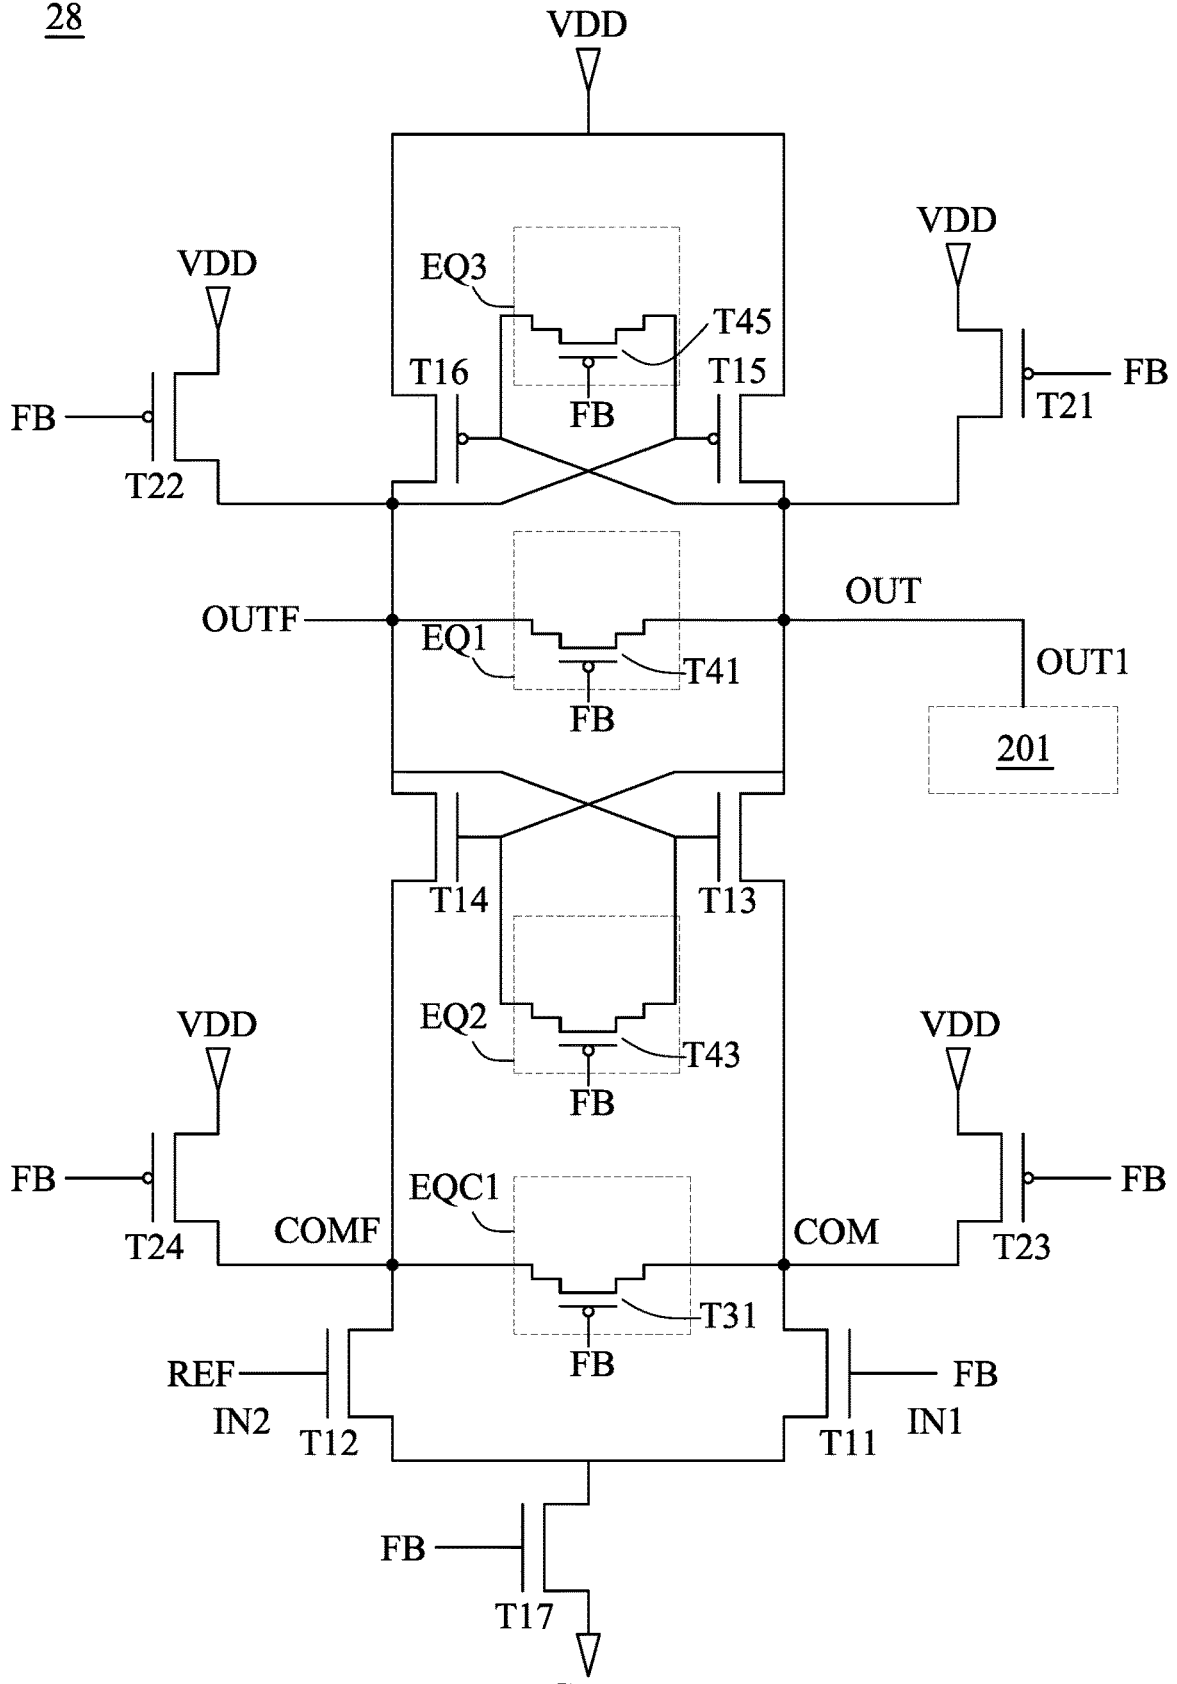 28
VDD
VDD
VDD
EQ3
T45
T16
T15
FB
FB
FB
T21
T22
OUT
OUTF
EQ1
T41
OUT1
FB
201
T14
T13
EQ2
VDD
VDD
T43
FB
FB
EQC1
FB
COMF
COM
T24
T23
T31
FB
REF
FB
IN2
IN1
T12
T11
FB
T17